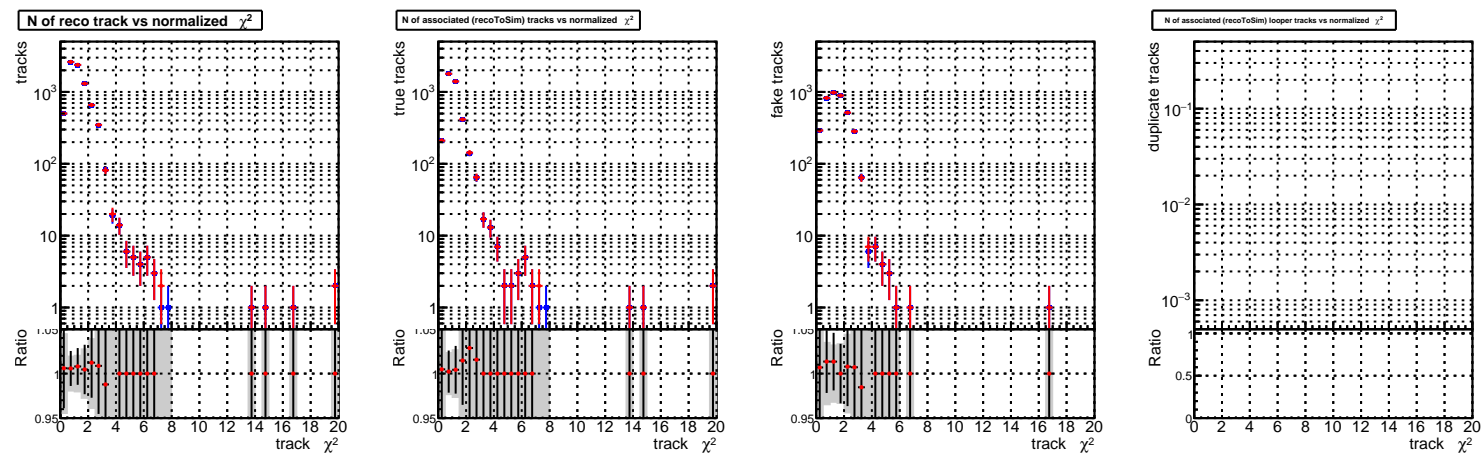 N of reco track vs normalized χ²
tracks
10³
10²
10
1
Ratio
1.05
1
0.95
0 2 4 6 8 10 12 14 16 18 20
track χ²
N of associated (recoToSim) tracks vs normalized χ²
true tracks
10³
10²
10
1
Ratio
1.05
1
0.95
0 2 4 6 8 10 12 14 16 18 20
track χ²
fake tracks
10³
10²
10
1
Ratio
1.05
1
0.95
0 2 4 6 8 10 12 14 16 18 20
track χ²
N of associated (recoToSim) looper tracks vs normalized χ²
duplicate tracks
10⁻¹
10⁻²
10⁻³
Ratio
1
0.5
0
0 2 4 6 8 10 12 14 16 18 20
track χ²